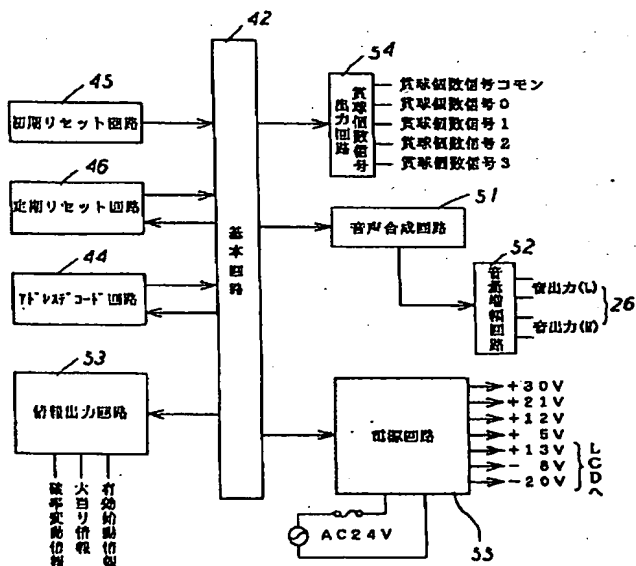 42
45
初期リセット回路
46
定期リセット回路
44
アドレスデコード回路
53
情報出力回路
確率変動情報
大当り情報
有効始動情報
基本回路
54
賞球個数信号出力回路
賞球個数信号コモン
賞球個数信号0
賞球個数信号1
賞球個数信号2
賞球個数信号3
51
音声合成回路
52
音量増幅回路
音出力(L)
音出力(R)
26
電源回路
+30V
+21V
+12V
+ 5V
+13V
- 8V
-20V
LCDへ
AC24V
55